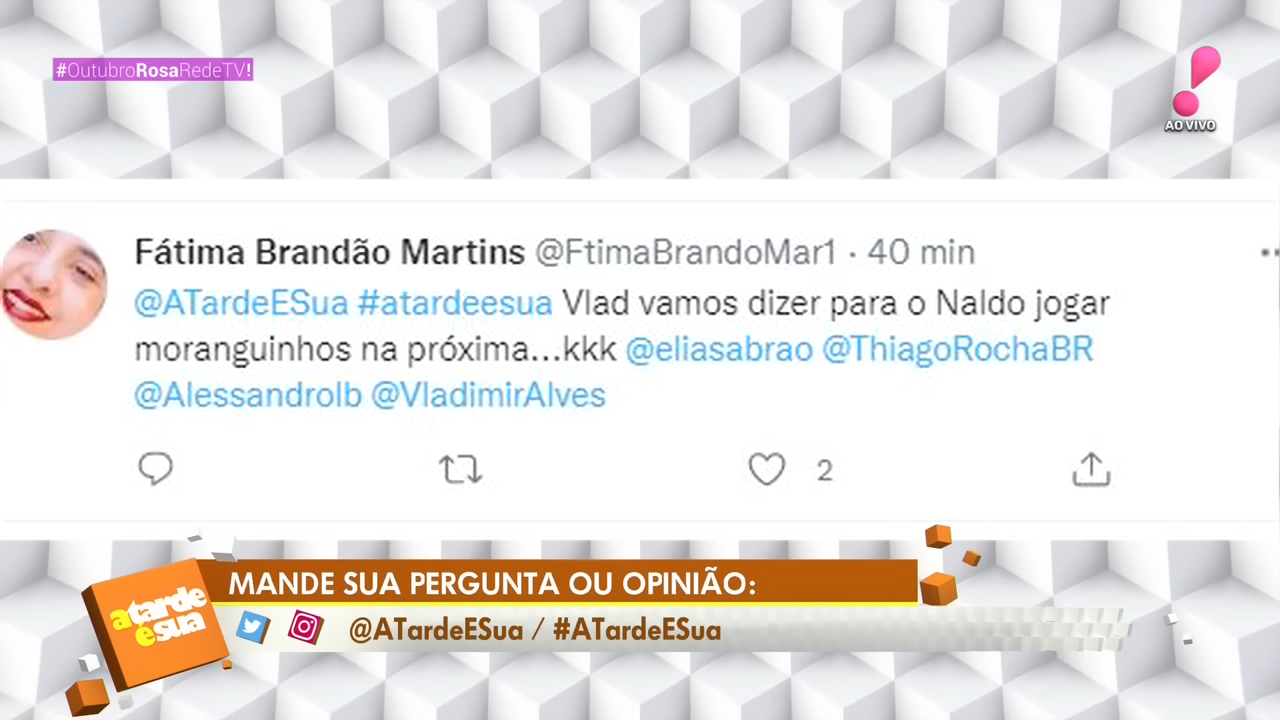 #OutubroRosaRedeTV!
AO VIVO
Fátima Brandão Martins @FtimaBrandoMar1 · 40 min
@ATardeESua #atardeesua Vlad vamos dizer para o Naldo jogar
moranguinhos na próxima...kkk @eliasabrao @ThiagoRochaBR
@Alessandrolb @VladimirAlves
2
MANDE SUA PERGUNTA OU OPINIÃO:
a tarde
é sua
@ATardeESua / #ATardeESua